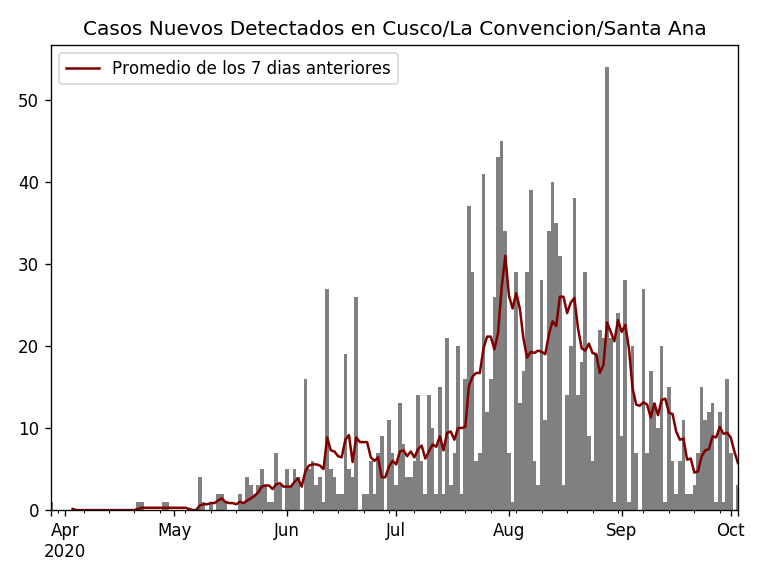 Casos Nuevos Detectados en Cusco/La Convencion/Santa Ana
Promedio de los 7 dias anteriores
50
40
30
20
10
0
Apr May Jun Jul Aug Sep Oct
2020